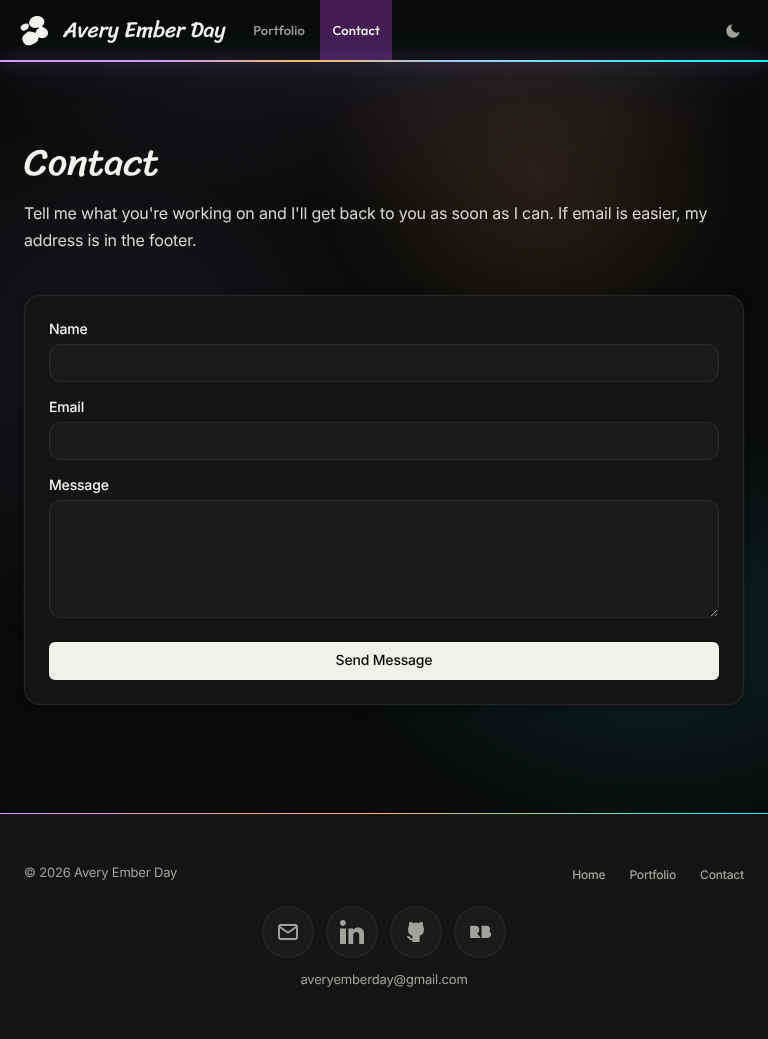 Avery Ember Day
Portfolio
Contact
Contact
Tell me what you're working on and I'll get back to you as soon as I can. If email is easier, my
address is in the footer.
Name
Email
Message
Send Message
© 2026 Avery Ember Day
Home
Portfolio
Contact
in
RB
averyemberday@gmail.com